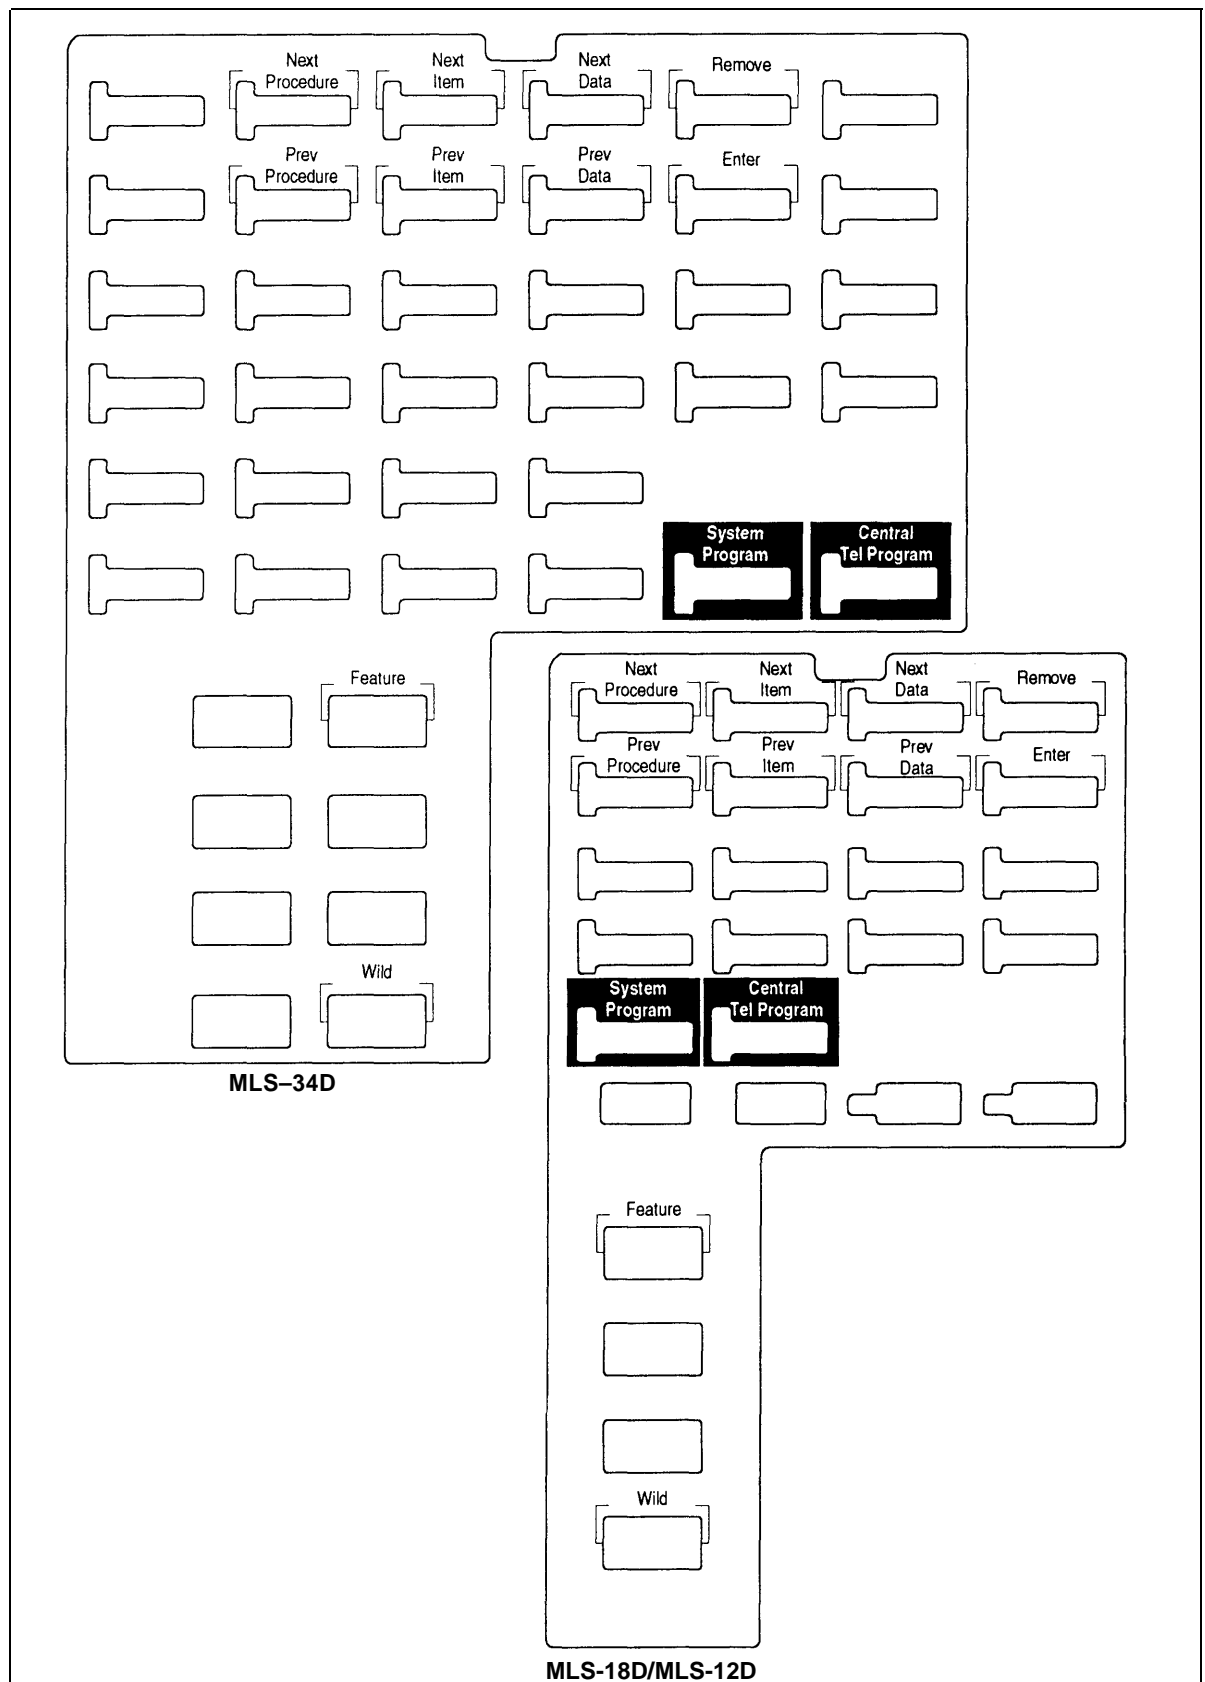 Next Next Next Remove
Procedure Item Data
Prev Prev Prev Enter
Procedure Item Data
System Central
Program Tel Program
Feature
Wild
MLS–34D
Next Next Next Remove
Procedure Item Data
Prev Prev Prev Enter
Procedure Item Data
System Central
Program Tel Program
Feature
Wild
MLS-18D/MLS-12D